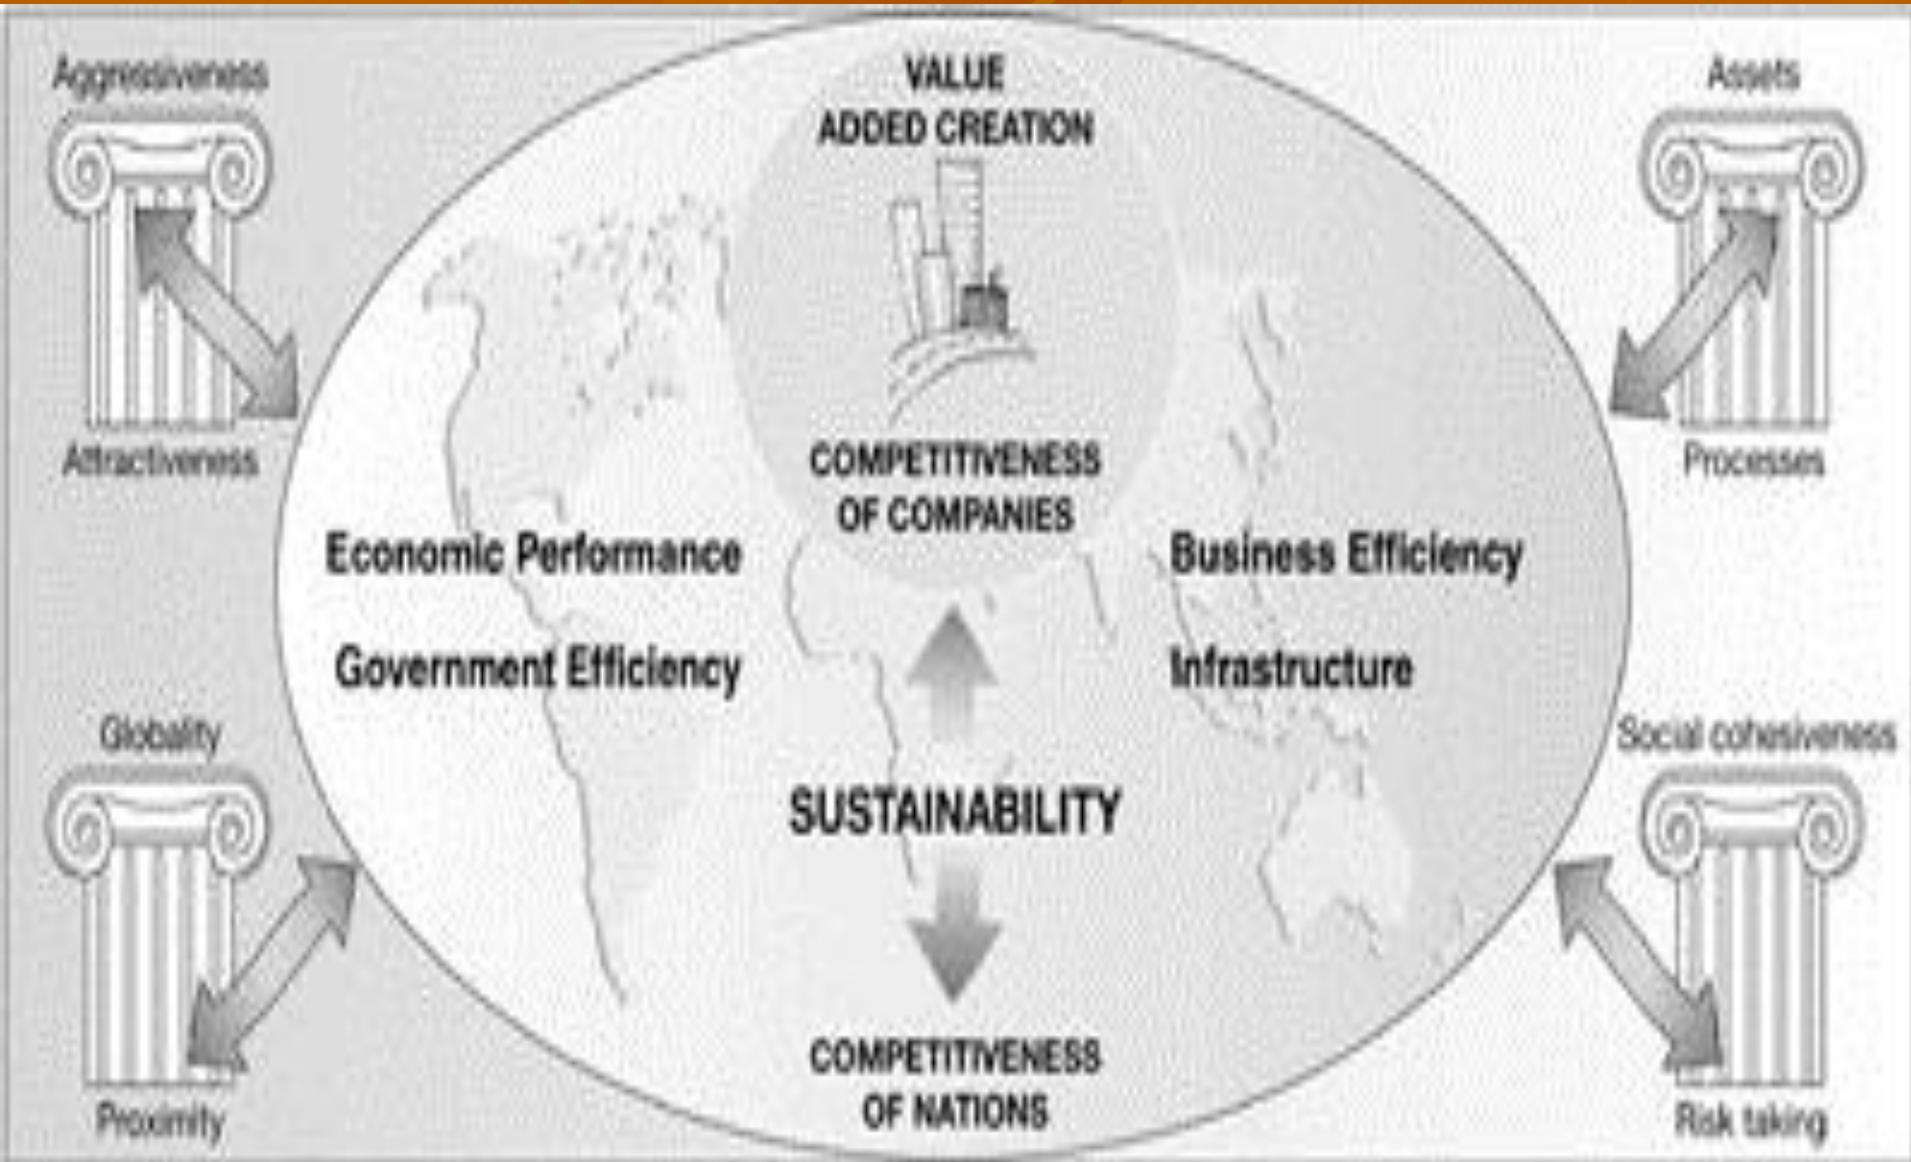 Aggressiveness
VALUE
ADDED CREATION
Assets
Attractiveness
COMPETITIVENESS
OF COMPANIES
Processes
Economic Performance
Business Efficiency
Government Efficiency
Infrastructure
Globality
Social cohesiveness
SUSTAINABILITY
COMPETITIVENESS
OF NATIONS
Proximity
Risk taking